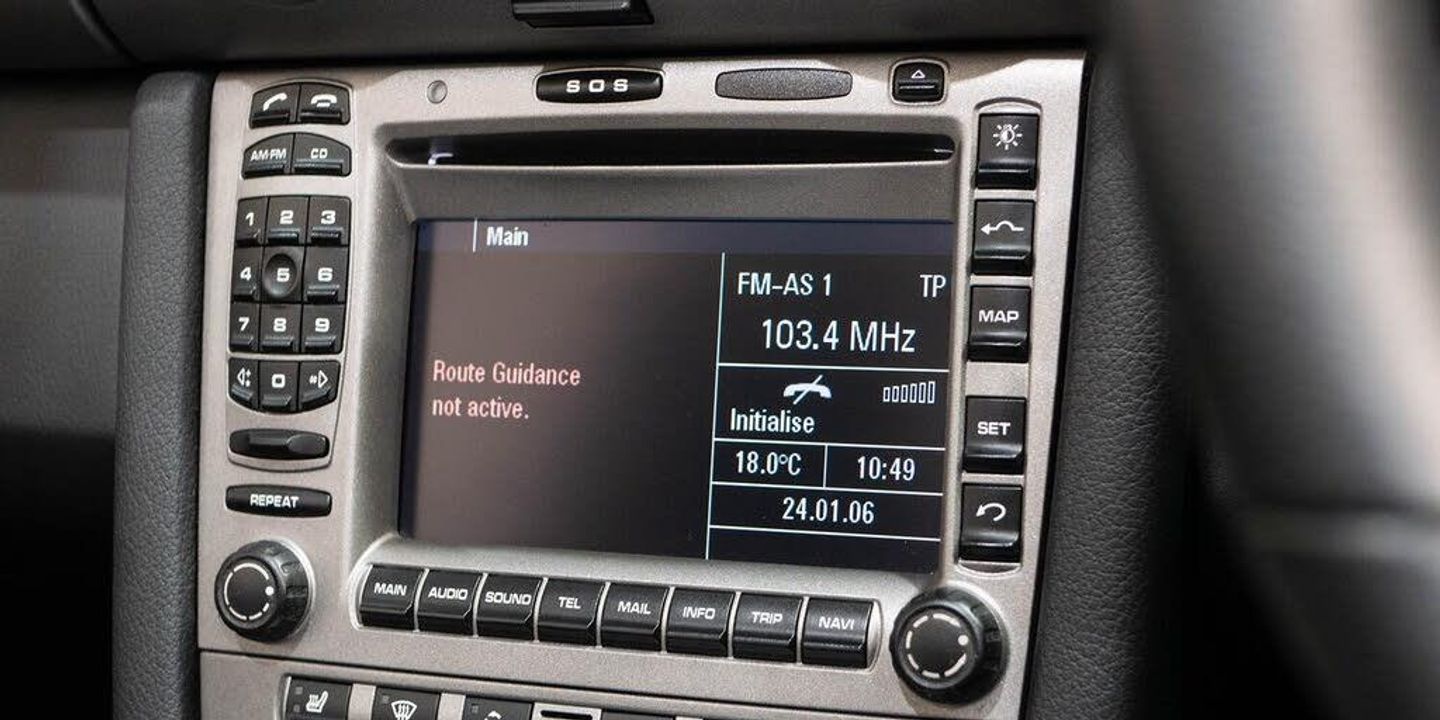 SOS
AM·FM CD
1 2 3
4 5 6
7 8 9
* 0 #
REPEAT
Main
Route Guidance
not active.
FM-AS 1 TP
103.4 MHz
Initialise
18.0°C 10:49
24.01.06
MAP
SET
MAIN AUDIO SOUND TEL MAIL INFO TRIP NAVI